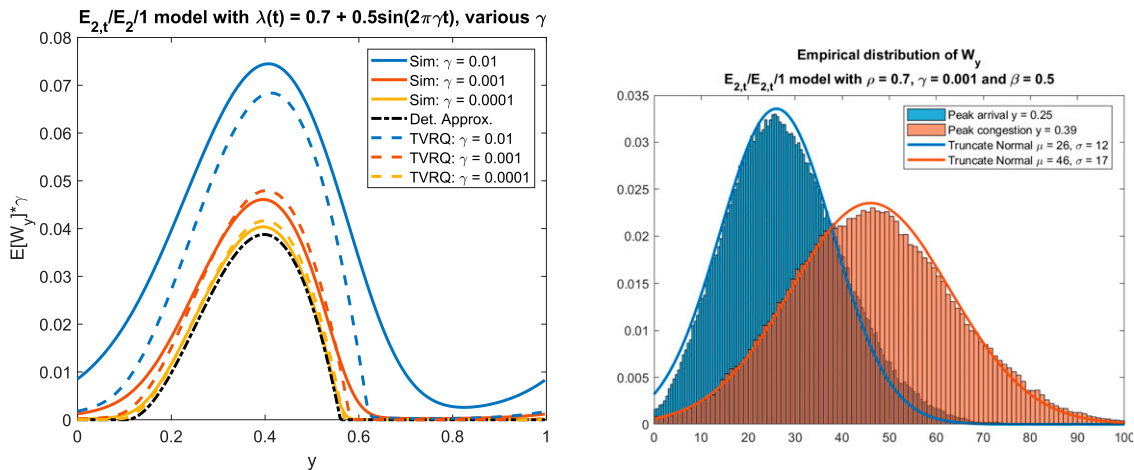 E2,t/E2/1 model with λ(t) = 0.7 + 0.5sin(2πγt), various γ
0.08
0.07
0.06
0.05
0.04
0.03
0.02
0.01
0
E[Wy]*γ
Sim: γ = 0.01
Sim: γ = 0.001
Sim: γ = 0.0001
Det. Approx.
TVRQ: γ = 0.01
TVRQ: γ = 0.001
TVRQ: γ = 0.0001
0 0.2 0.4 0.6 0.8 1
y
Empirical distribution of Wy
E2,t/E2,t/1 model with ρ = 0.7, γ = 0.001 and β = 0.5
0.035
0.03
0.025
0.02
0.015
0.01
0.005
0
Peak arrival y = 0.25
Peak congestion y = 0.39
Truncate Normal μ = 26, σ = 12
Truncate Normal μ = 46, σ = 17
0 10 20 30 40 50 60 70 80 90 100